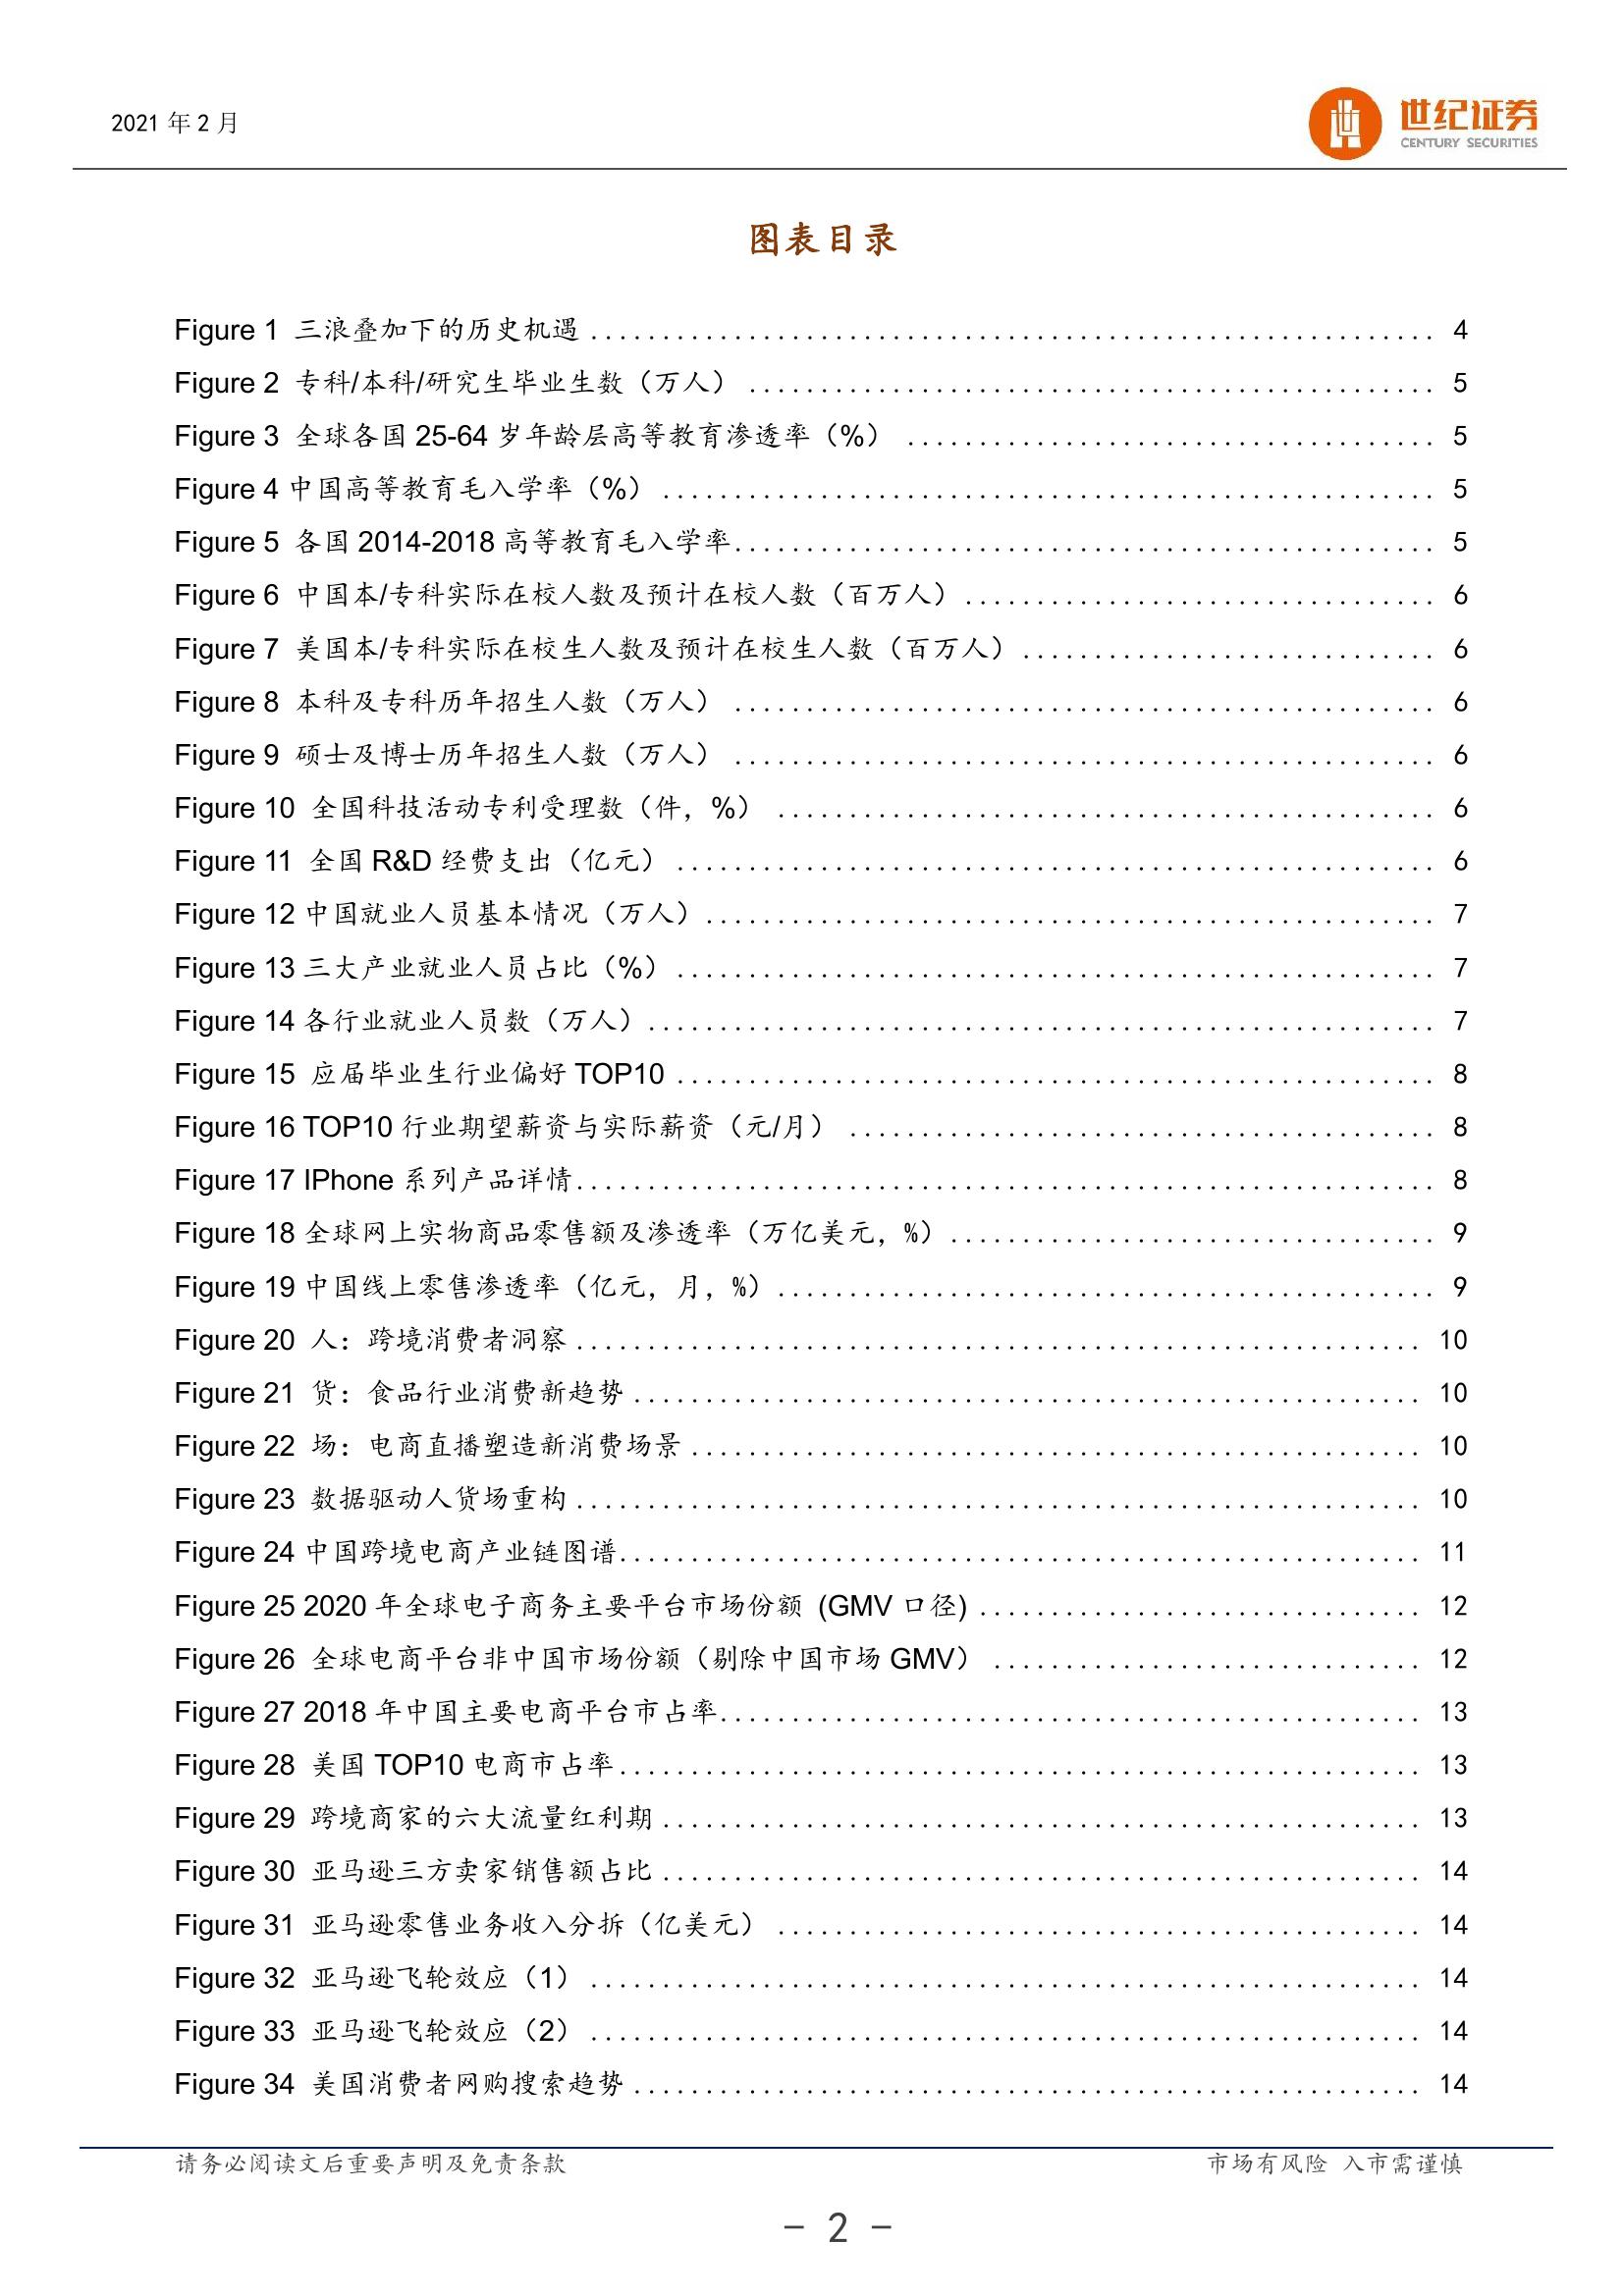 2021 年 2 月
世纪证券
CENTURY SECURITIES
图表目录
Figure 1 三浪叠加下的历史机遇 4
Figure 2 专科/本科/研究生毕业生数（万人） 5
Figure 3 全球各国 25-64 岁年龄层高等教育渗透率（%） 5
Figure 4 中国高等教育毛入学率（%） 5
Figure 5 各国 2014-2018 高等教育毛入学率 5
Figure 6 中国本/专科实际在校人数及预计在校人数（百万人） 6
Figure 7 美国本/专科实际在校生人数及预计在校生人数（百万人） 6
Figure 8 本科及专科历年招生人数（万人） 6
Figure 9 硕士及博士历年招生人数（万人） 6
Figure 10 全国科技活动专利受理数（件，%） 6
Figure 11 全国 R&D 经费支出（亿元） 6
Figure 12 中国就业人员基本情况（万人） 7
Figure 13 三大产业就业人员占比（%） 7
Figure 14 各行业就业人员数（万人） 7
Figure 15 应届毕业生行业偏好 TOP10 8
Figure 16 TOP10 行业期望薪资与实际薪资（元/月） 8
Figure 17 IPhone 系列产品详情 8
Figure 18 全球网上实物商品零售额及渗透率（万亿美元，%） 9
Figure 19 中国线上零售渗透率（亿元，月，%） 9
Figure 20 人：跨境消费者洞察 10
Figure 21 货：食品行业消费新趋势 10
Figure 22 场：电商直播塑造新消费场景 10
Figure 23 数据驱动人货场重构 10
Figure 24 中国跨境电商产业链图谱 11
Figure 25 2020 年全球电子商务主要平台市场份额 (GMV 口径) 12
Figure 26 全球电商平台非中国市场份额（剔除中国市场 GMV） 12
Figure 27 2018 年中国主要电商平台市占率 13
Figure 28 美国 TOP10 电商市占率 13
Figure 29 跨境商家的六大流量红利期 13
Figure 30 亚马逊三方卖家销售额占比 14
Figure 31 亚马逊零售业务收入分拆（亿美元） 14
Figure 32 亚马逊飞轮效应（1） 14
Figure 33 亚马逊飞轮效应（2） 14
Figure 34 美国消费者网购搜索趋势 14
请务必阅读文后重要声明及免责条款
市场有风险 入市需谨慎
- 2 -